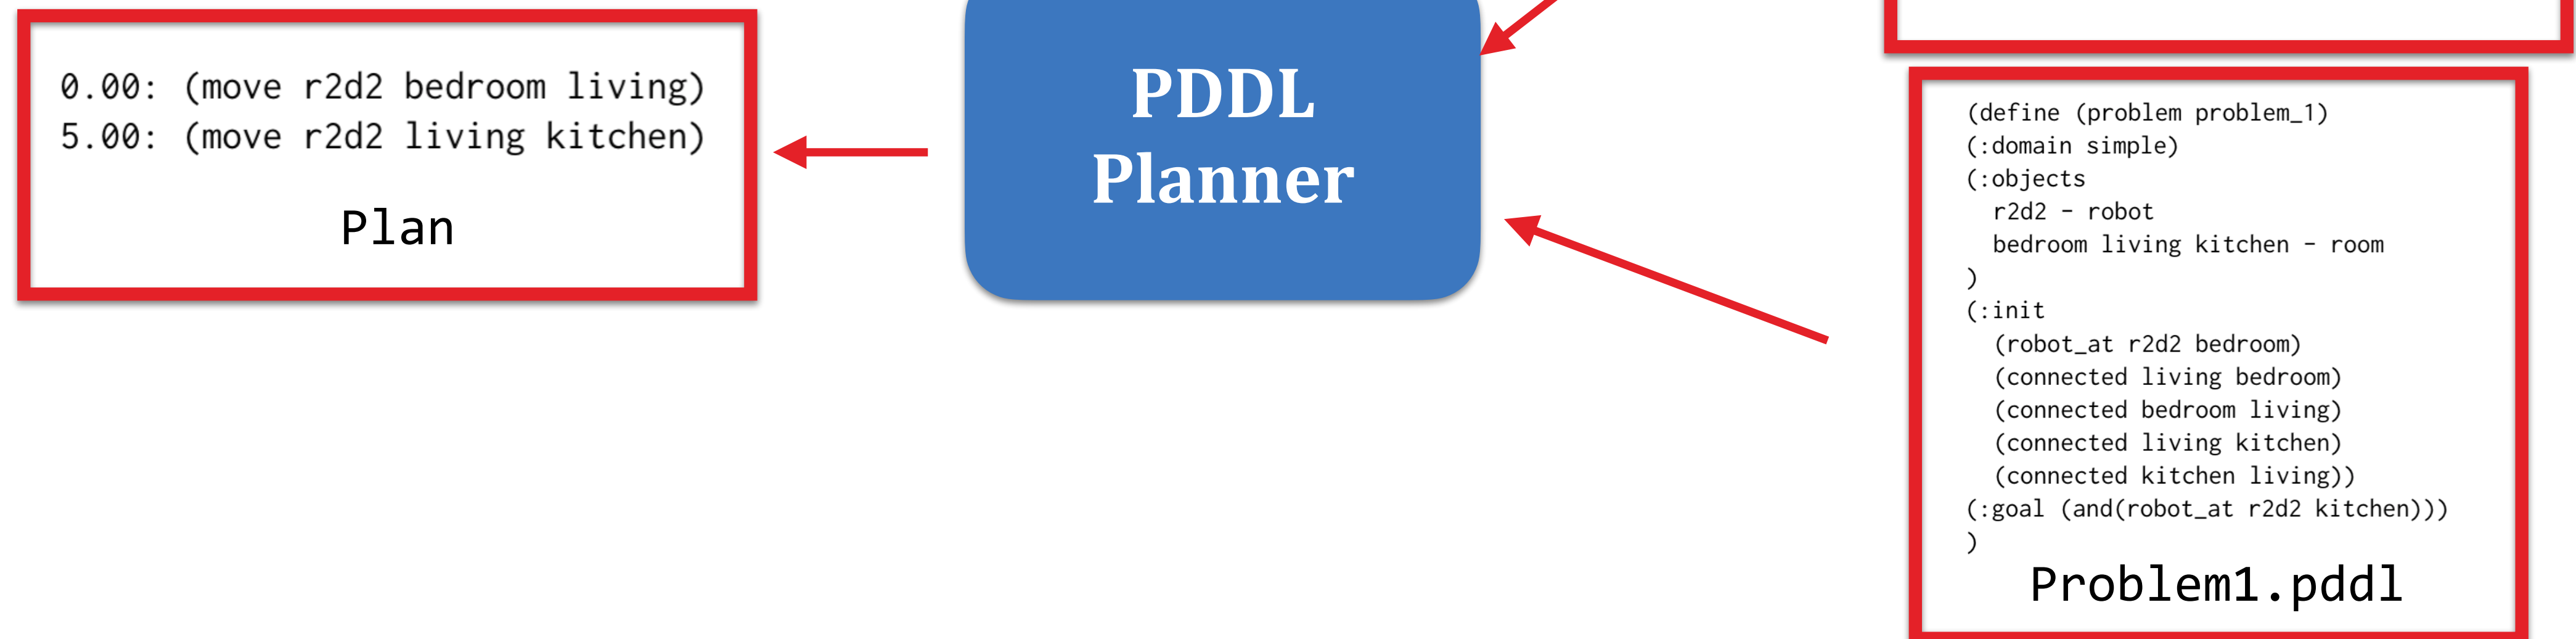 0.00: (move r2d2 bedroom living)
5.00: (move r2d2 living kitchen)
Plan
PDDL
Planner
(define (problem problem_1)
(:domain simple)
(:objects
  r2d2 - robot
  bedroom living kitchen - room
)
(:init
  (robot_at r2d2 bedroom)
  (connected living bedroom)
  (connected bedroom living)
  (connected living kitchen)
  (connected kitchen living))
(:goal (and(robot_at r2d2 kitchen)))
)
Problem1.pddl